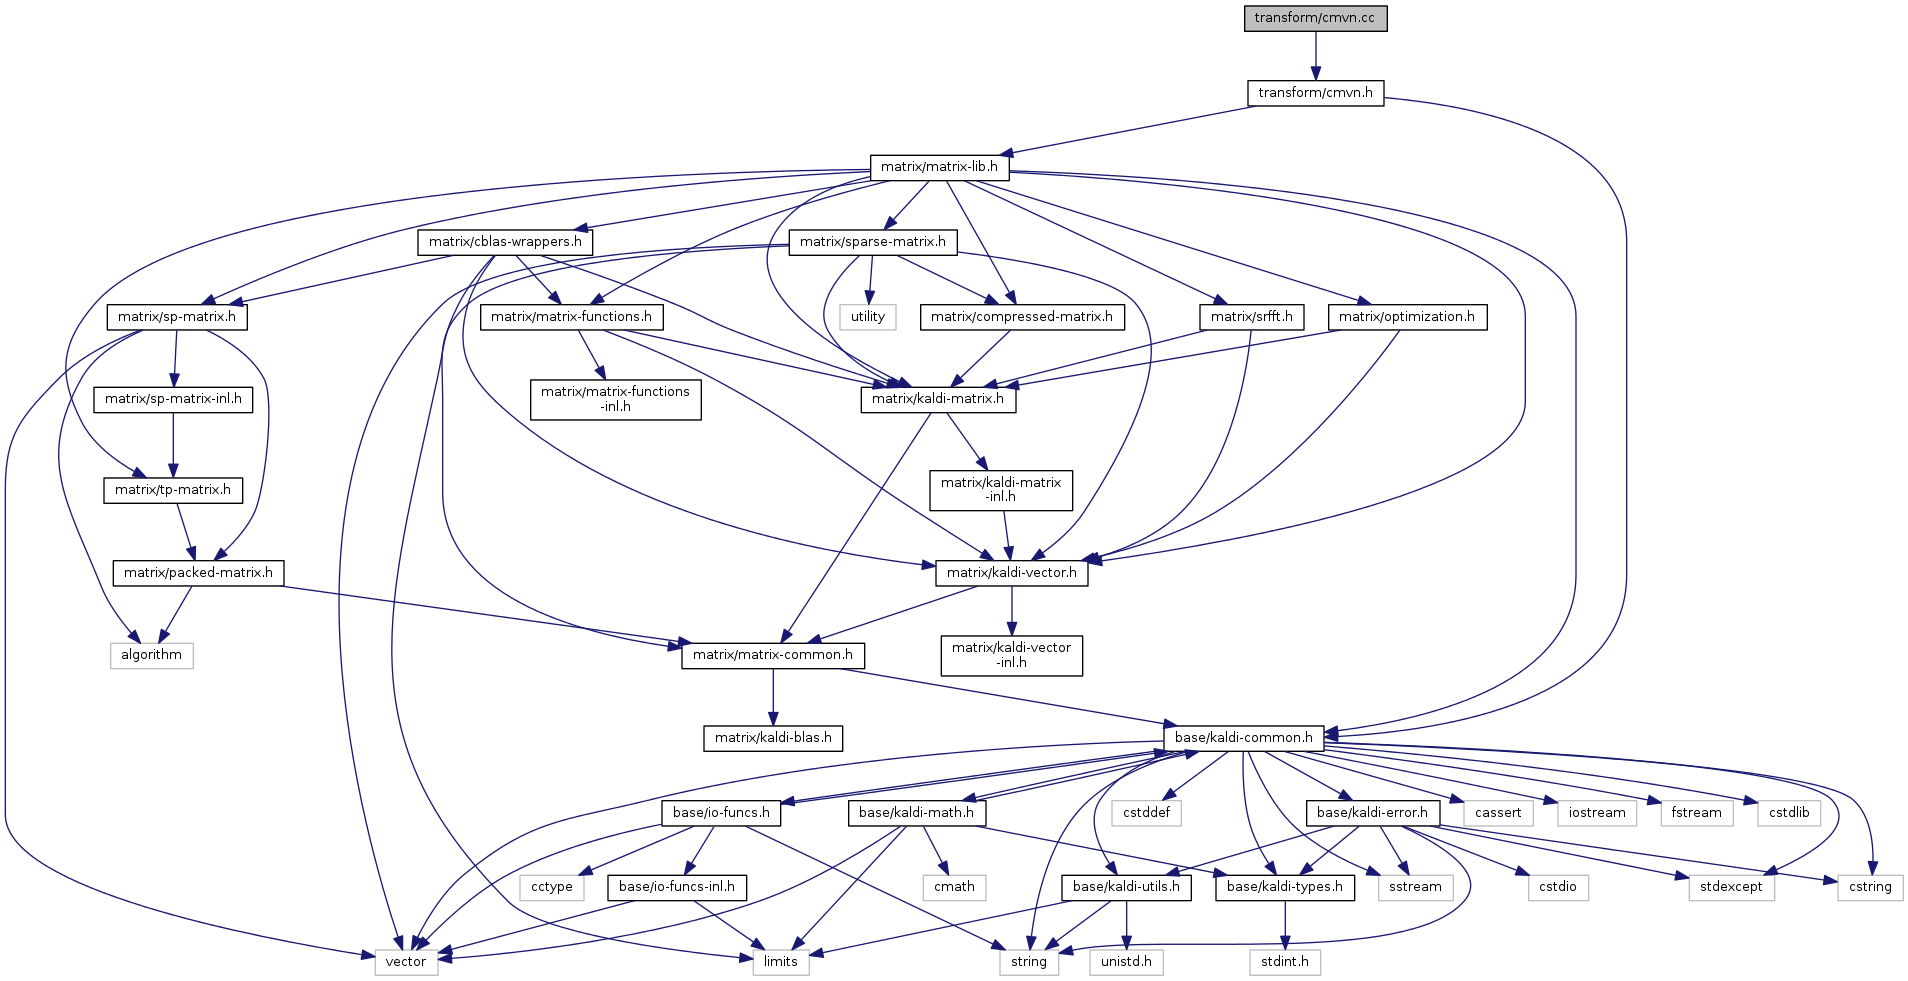 transform/cmvn.cc
transform/cmvn.h
matrix/matrix-lib.h
matrix/cblas-wrappers.h
matrix/sparse-matrix.h
matrix/sp-matrix.h
matrix/matrix-functions.h
utility
matrix/compressed-matrix.h
matrix/srfft.h
matrix/optimization.h
matrix/sp-matrix-inl.h
matrix/matrix-functions
-inl.h
matrix/kaldi-matrix.h
matrix/tp-matrix.h
matrix/kaldi-matrix
-inl.h
matrix/packed-matrix.h
matrix/kaldi-vector.h
algorithm
matrix/matrix-common.h
matrix/kaldi-vector
-inl.h
matrix/kaldi-blas.h
base/kaldi-common.h
base/io-funcs.h
base/kaldi-math.h
cstddef
base/kaldi-error.h
cassert
iostream
fstream
cstdlib
cctype
base/io-funcs-inl.h
cmath
base/kaldi-utils.h
base/kaldi-types.h
sstream
cstdio
stdexcept
cstring
vector
limits
string
unistd.h
stdint.h